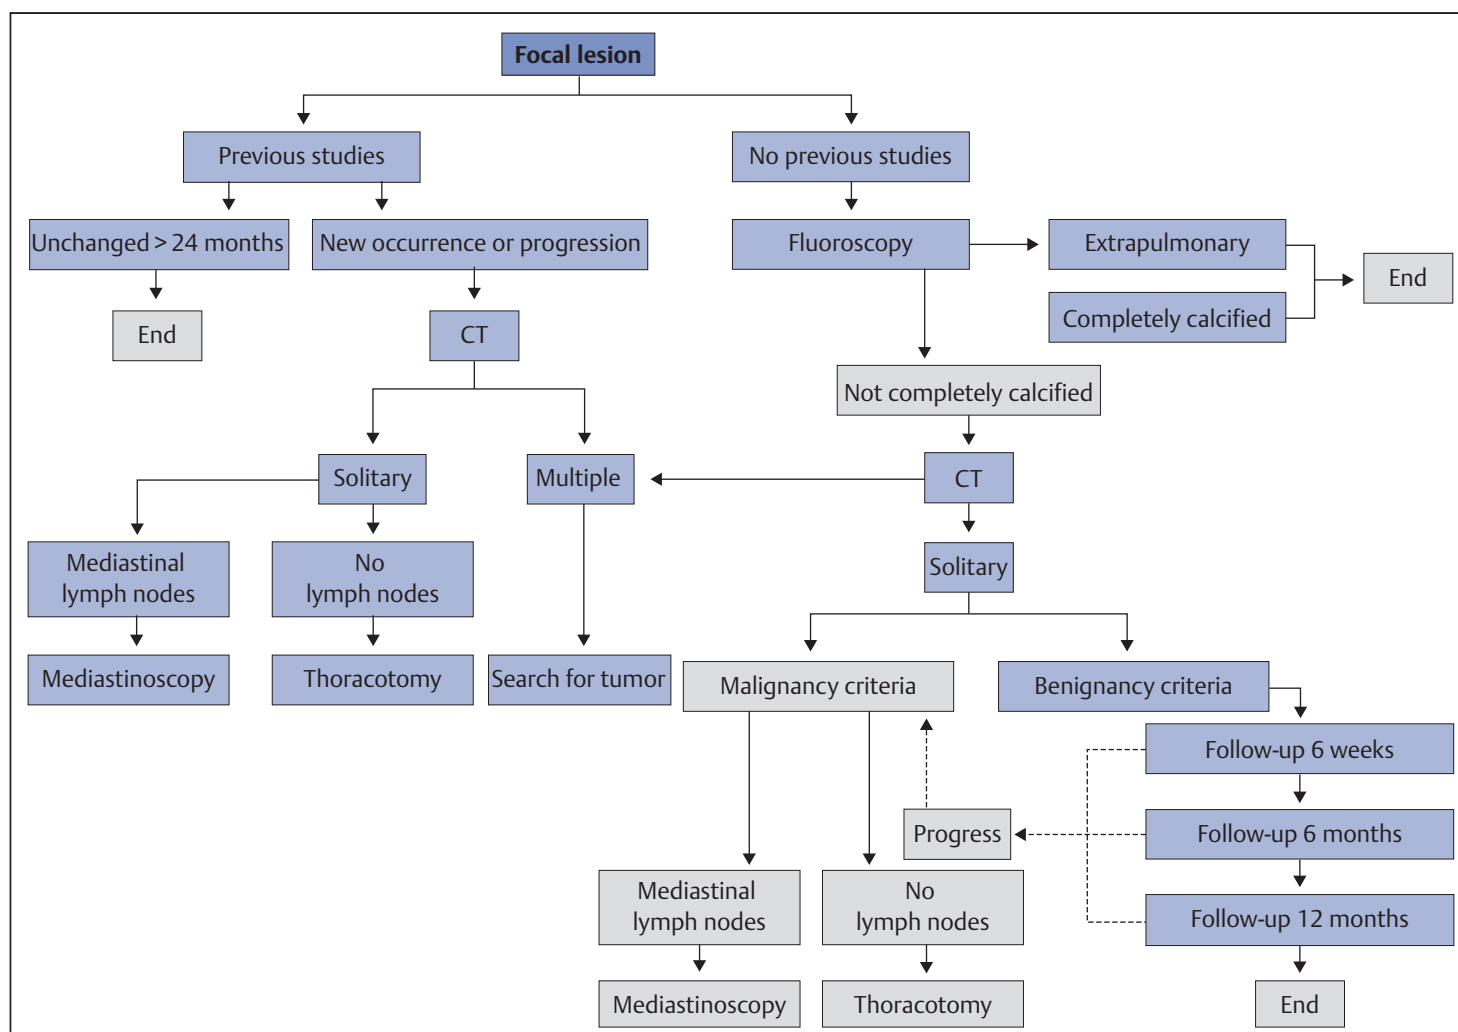 Focal lesion
Previous studies
No previous studies
Unchanged > 24 months
New occurrence or progression
Fluoroscopy
Extrapulmonary
End
Completely calcified
End
CT
Not completely calcified
Solitary
Multiple
CT
Mediastinal
lymph nodes
No
lymph nodes
Solitary
Mediastinoscopy
Thoracotomy
Search for tumor
Malignancy criteria
Benignancy criteria
Follow-up 6 weeks
Progress
Follow-up 6 months
Mediastinal
lymph nodes
No
lymph nodes
Follow-up 12 months
Mediastinoscopy
Thoracotomy
End